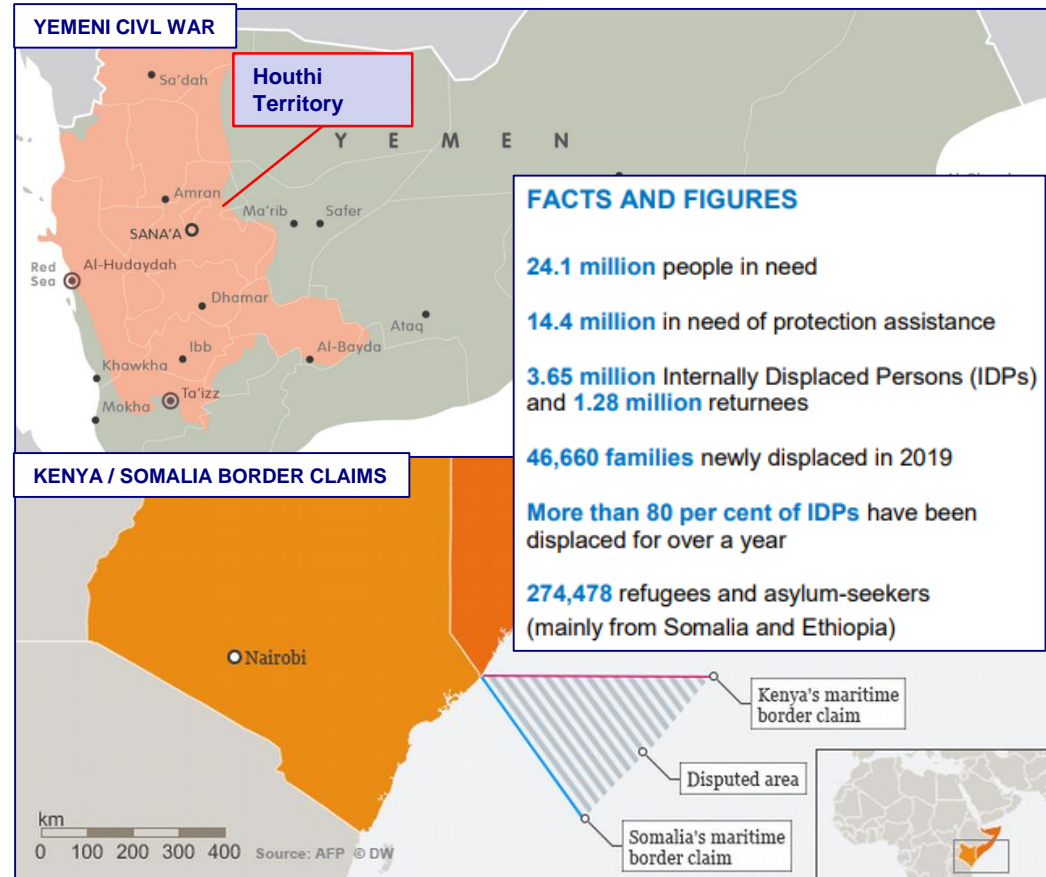 YEMENI CIVL WAR
Sa'dah
Houthi
Territory
Y E M E N
Amran
Ma'rib
Safer
SANA'A
Red
Sea
Al-Hudaydah
Dhamar
Ataq
Ibb
Al-Bayda
Khawkha
Ta'izz
Mokha
FACTS AND FIGURES
24.1 million people in need
14.4 million in need of protection assistance
3.65 million Internally Displaced Persons (IDPs)
and 1.28 million returnees
46,660 families newly displaced in 2019
More than 80 per cent of IDPs have been
displaced for over a year
274,478 refugees and asylum-seekers
(mainly from Somalia and Ethiopia)
KENYA / SOMALIA BORDER CLAIMS
Nairobi
Kenya's maritime
border claim
Disputed area
Somalia's maritime
border claim
km
0 100 200 300 400 Source: AFP © DW